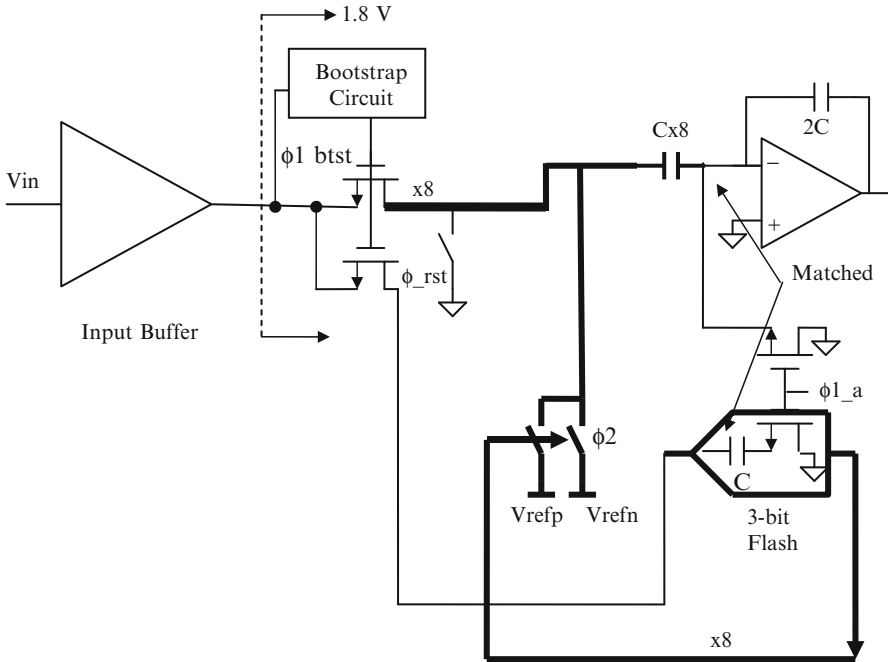 1.8 V
Bootstrap
Circuit
Vin
ϕ1 btst
x8
Cx8
2C
−
+
ϕ_rst
Matched
Input Buffer
ϕ1_a
ϕ2
C
Vrefp
Vrefn
3-bit
Flash
x8